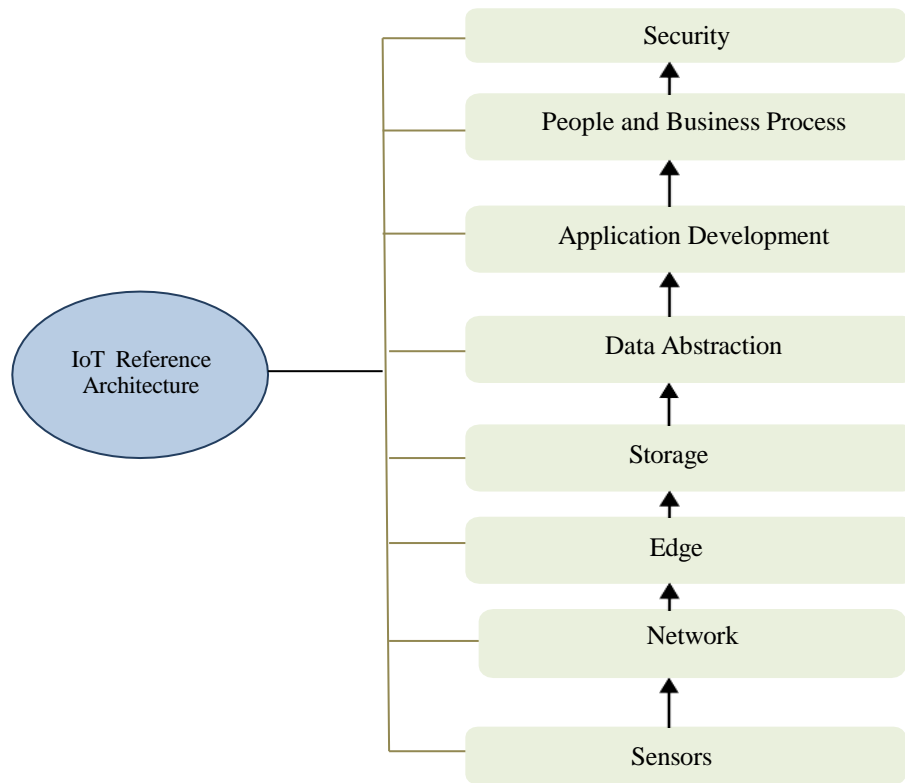 Security
People and Business Process
Application Development
IoT Reference
Architecture
Data Abstraction
Storage
Edge
Network
Sensors